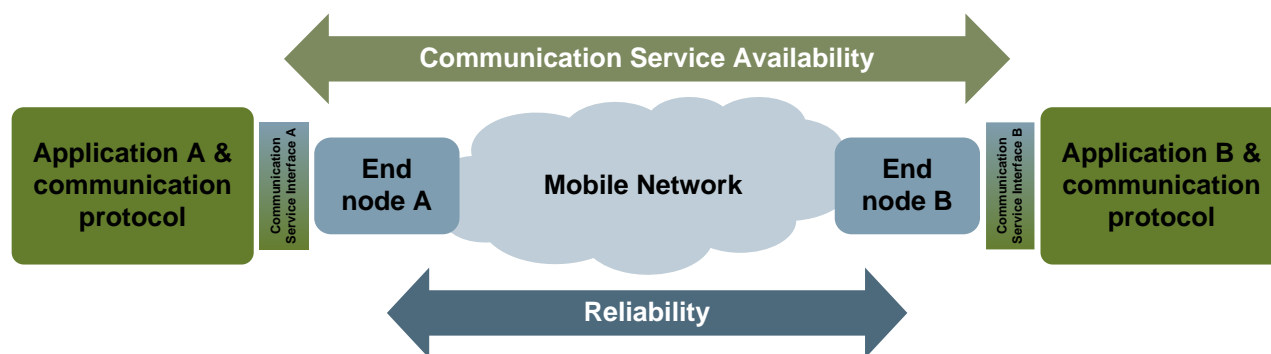 Communication Service Availability
Application A &
communication
protocol
Communication
Service Interface A
End
node A
Mobile Network
End
node B
Communication
Service Interface B
Application B &
communication
protocol
Reliability